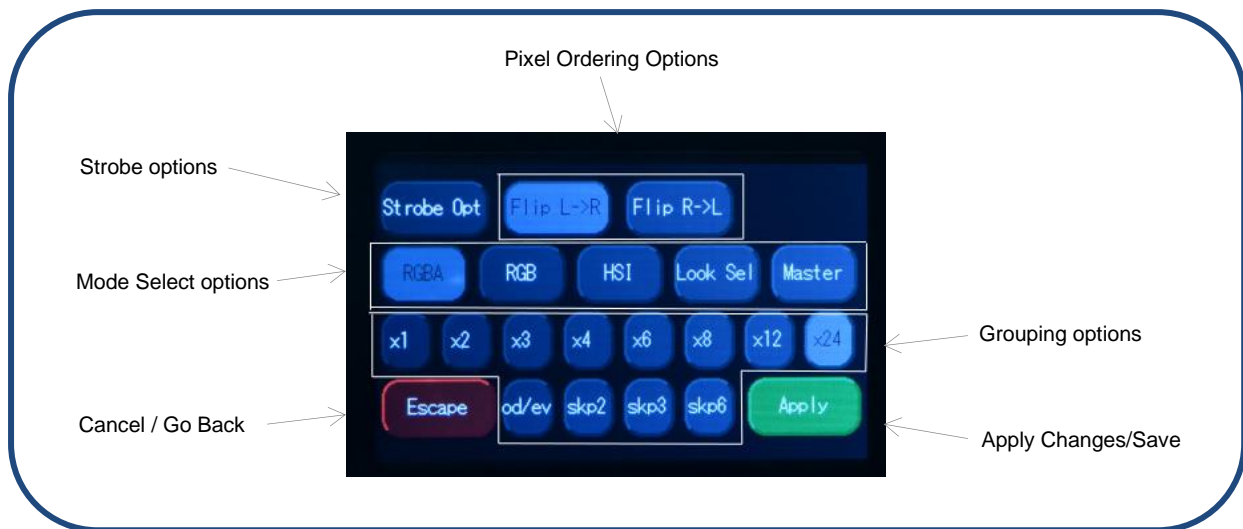 Pixel Ordering Options
Strobe options
Strobe Opt Flip L->R Flip R->L
Mode Select options
RGBA RGB HSI Look Sel Master
x1 x2 x3 x4 x6 x8 x12 x24
Grouping options
Escape od/ev skp2 skp3 skp6 Apply
Cancel / Go Back
Apply Changes/Save